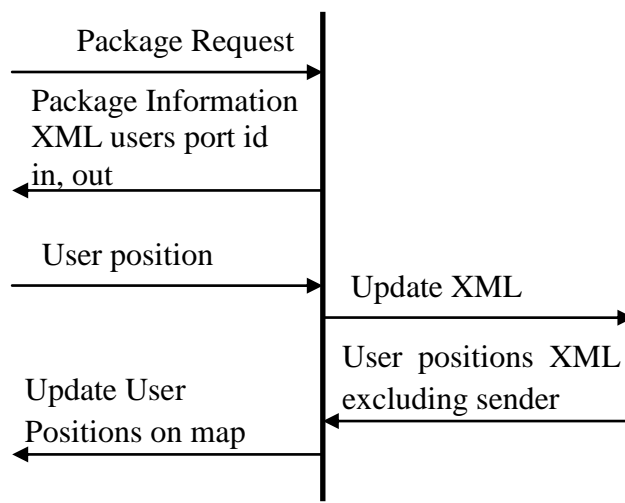 Package Request
Package Information
XML users port id
in, out
User position
Update XML
User positions XML
excluding sender
Update User
Positions on map